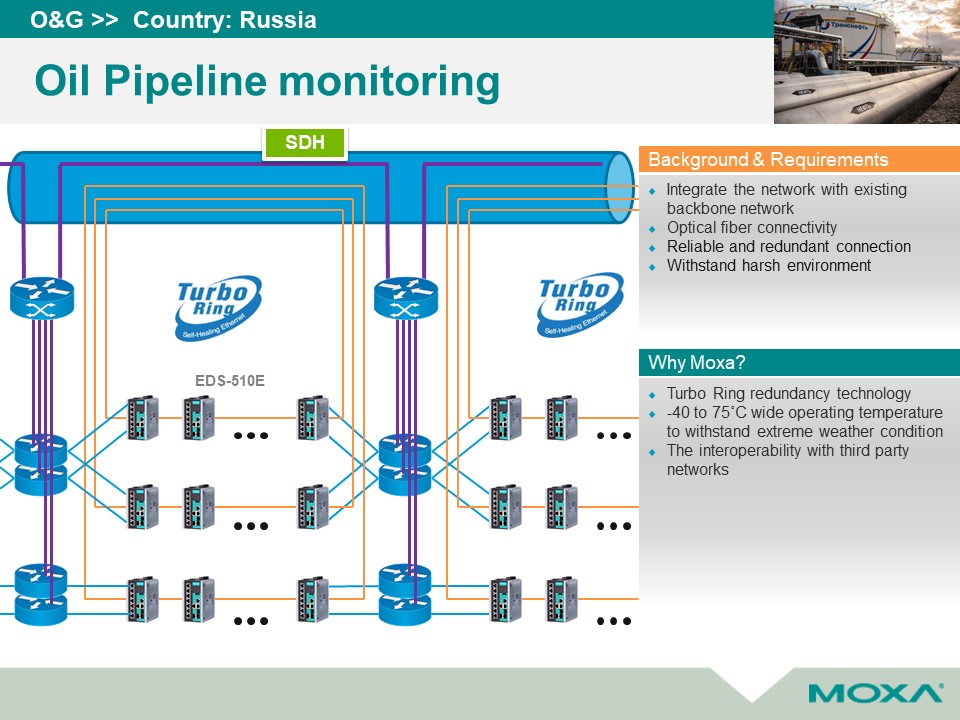 O&G >> Country: Russia
Oil Pipeline monitoring
Транснефть
SDH
Turbo
Ring
Self-Healing Ethernet
Turbo
Ring
Self-Healing Ethernet
EDS-510E
Background & Requirements
Integrate the network with existing
backbone network
Optical fiber connectivity
Reliable and redundant connection
Withstand harsh environment
Why Moxa?
Turbo Ring redundancy technology
-40 to 75˚C wide operating temperature
to withstand extreme weather condition
The interoperability with third party
networks
MOXA®